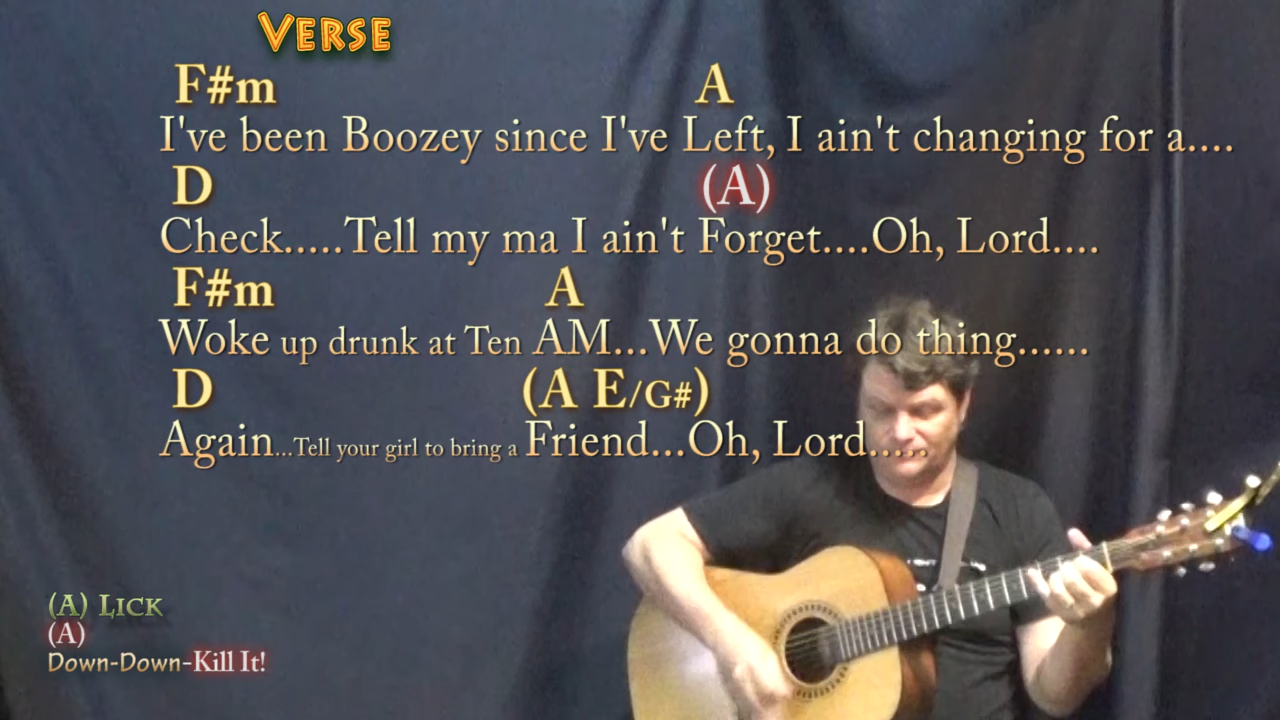 VERSE
F#m A
I've been Boozey since I've Left, I ain't changing for a....
D (A)
Check.....Tell my ma I ain't Forget....Oh, Lord....
F#m A
Woke up drunk at Ten AM...We gonna do thing......
D (A E/G#)
Again...Tell your girl to bring a Friend...Oh, Lord.....
(A) LICK
(A)
Down-Down-Kill It!